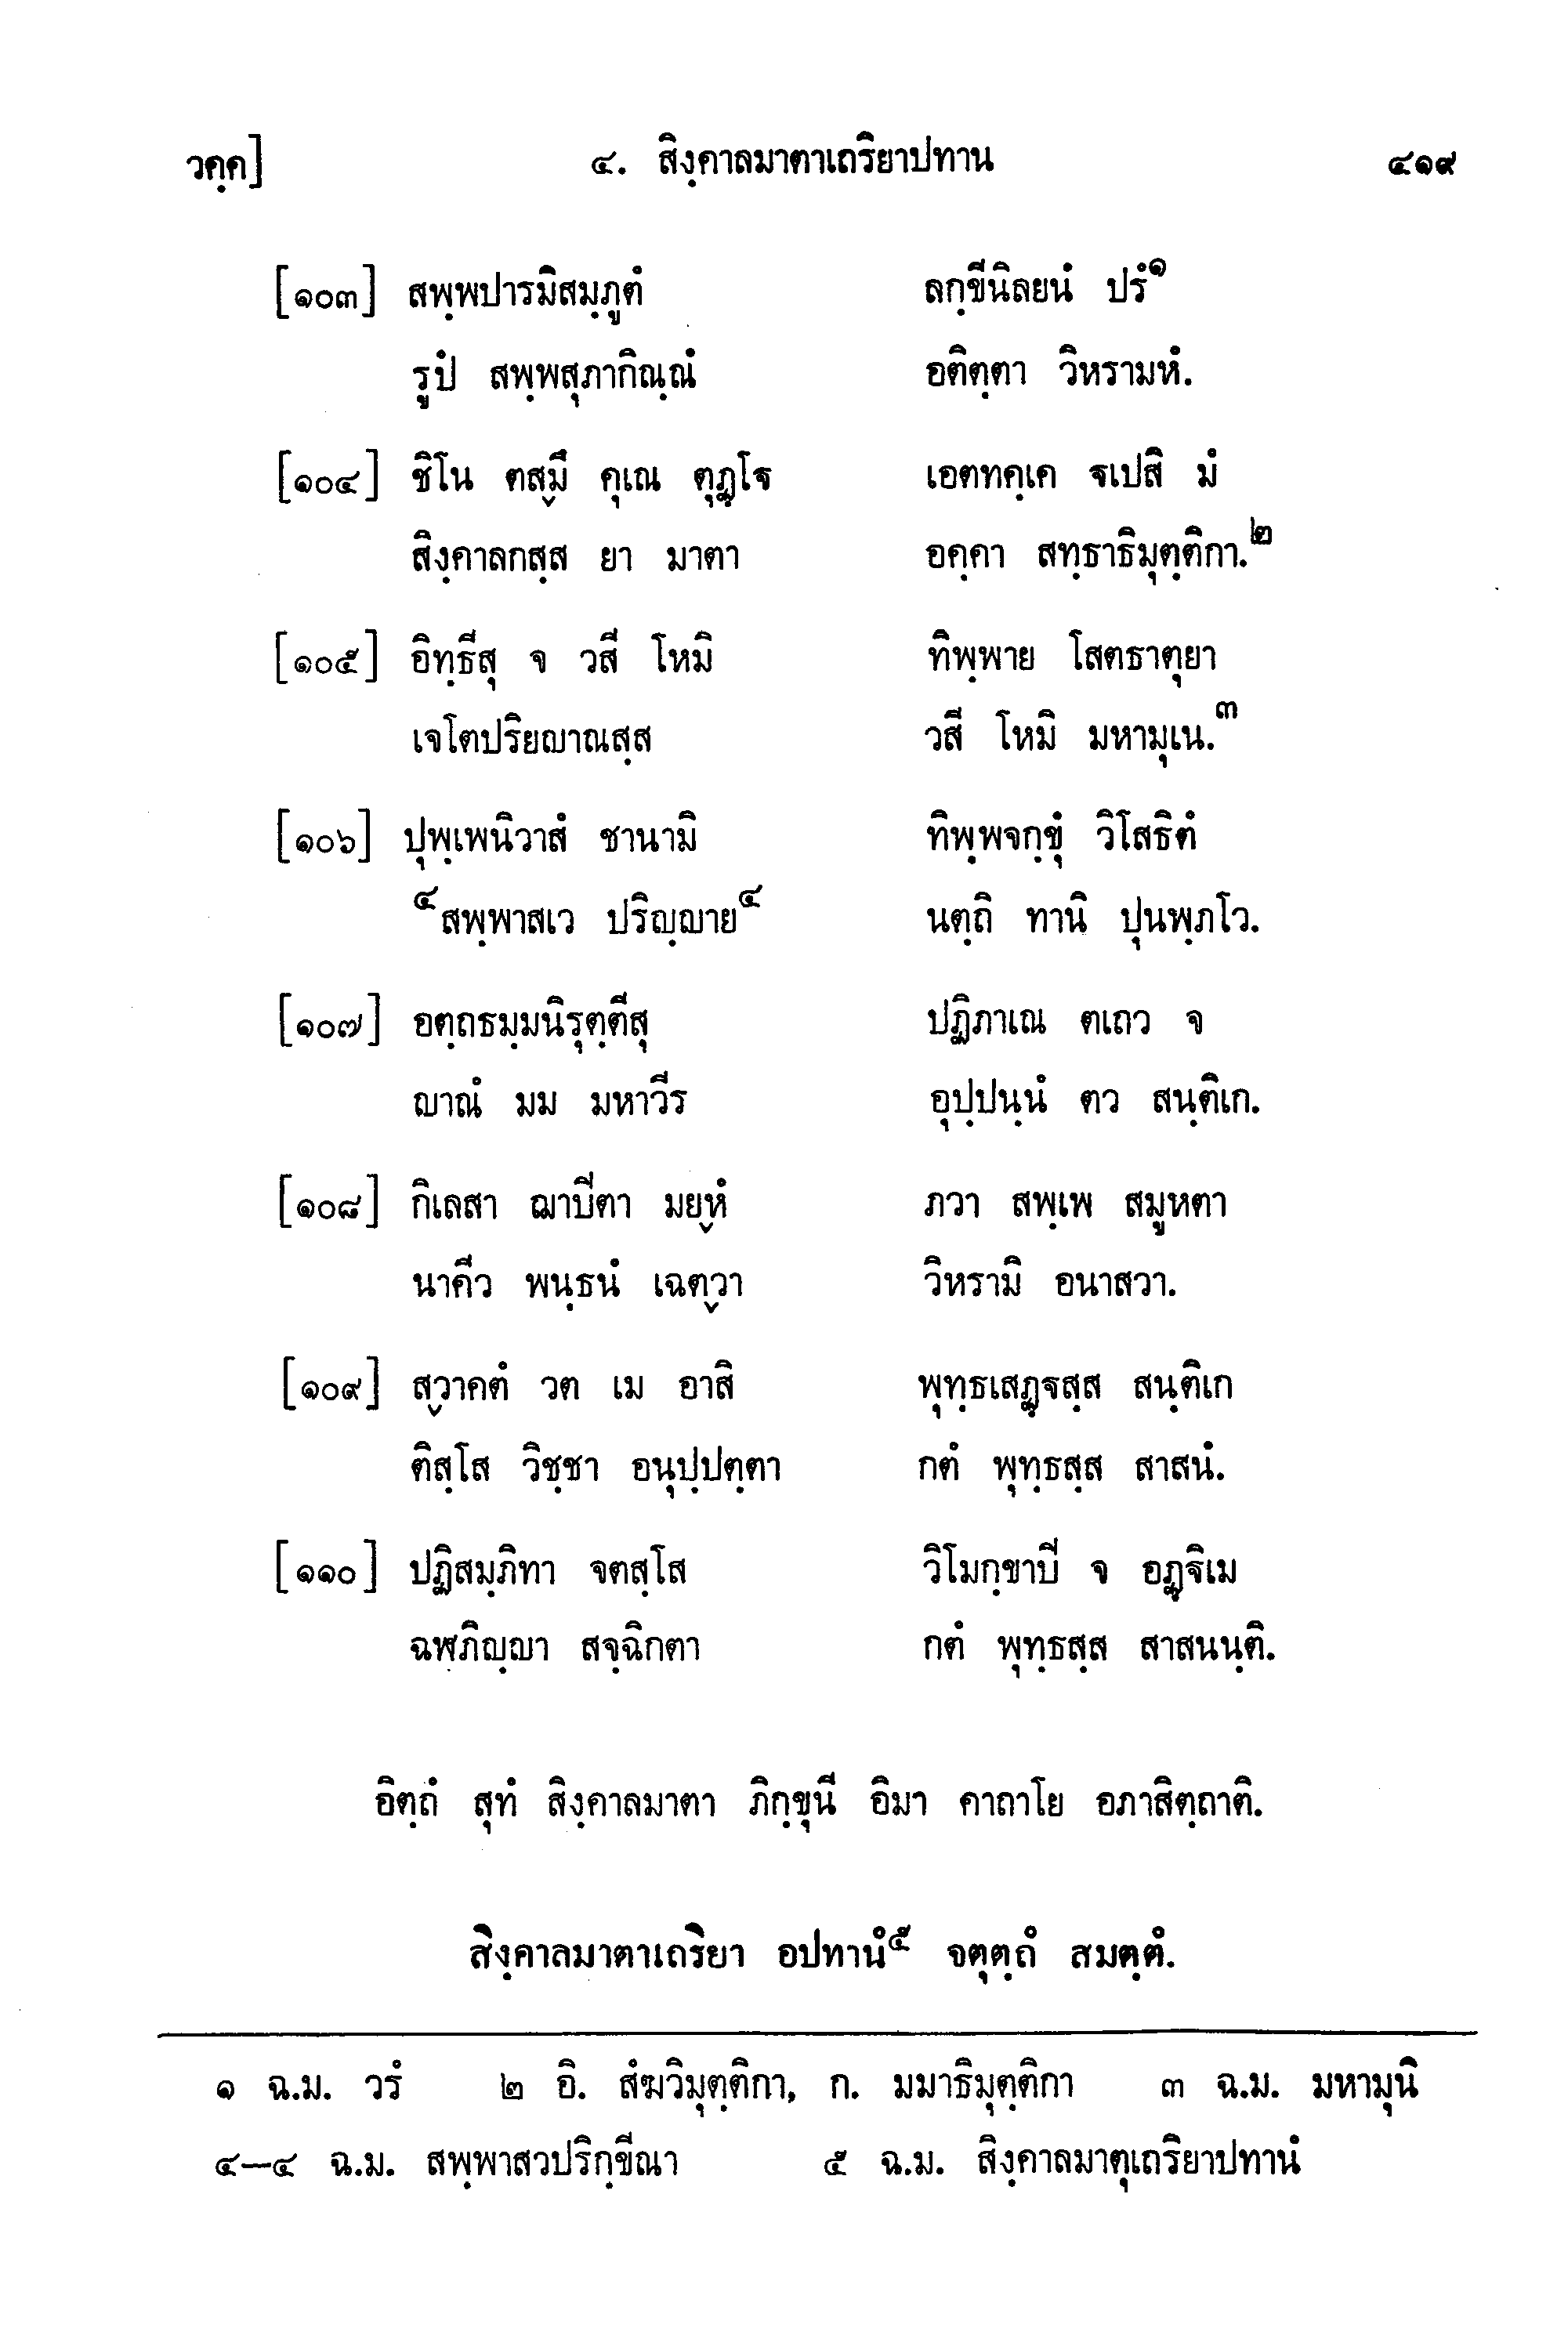 วคฺค] ๔. สิงฺคาลมาตาเถริยาปทาน ๔๑๙
[๑๐๓] สพฺพปารมิสมฺภูตํ ลกฺขีนิลยนํ ปรํ๑
รูปํ สพฺพสุภากิณฺณํ อติตฺตา วิหรามหํ.
[๑๐๔] ชิโน ตสฺมึ คุเณ ตุฏฺโฐ เอตทคฺเค ฐเปสิ มํ
สิงฺคาลกสฺส ยา มาตา อคฺคา สทฺธาธิมุตฺติกา.๒
[๑๐๕] อิทฺธีสุ จ วสี โหมิ ทิพฺพาย โสตธาตุยา
เจโตปริยญาณสฺส วสี โหมิ มหามุเน.๓
[๑๐๖] ปุพฺเพนิวาสํ ชานามิ ทิพฺพจกฺขุํ วิโสธิตํ
๔สพฺพาสเว ปริญฺญาย๔ นตฺถิ ทานิ ปุนพฺภโว.
[๑๐๗] อตฺถธมฺมนิรุตฺตีสุ ปฏิภาเณ ตเถว จ
ญาณํ มม มหาวีร อุปฺปนฺนํ ตว สนฺติเก.
[๑๐๘] กิเลสา ฌาปีตา มยฺหํ ภวา สพฺเพ สมูหตา
นาคีว พนฺธนํ เฉตฺวา วิหรามิ อนาสวา.
[๑๐๙] สฺวาคตํ วต เม อาสิ พุทฺธเสฏฺฐสฺส สนฺติเก
ติสฺโส วิชฺชา อนุปฺปตฺตา กตํ พุทฺธสฺส สาสนํ.
[๑๑๐] ปฏิสมฺภิทา จตสฺโส วิโมกฺขาปี จ อฏฺฐิเม
ฉฬภิญฺญา สจฺฉิกตา กตํ พุทฺธสฺส สาสนนฺติ.
อิตฺถํ สุทํ สิงฺคาลมาตา ภิกฺขุนี อิมา คาถาโย อภาสิตฺถาติ.
สิงฺคาลมาตาเถริยา อปทานํ๕ จตุตฺถํ สมตฺตํ.
๑ ฉ.ม. วรํ ๒ อิ. สํฆวิมุตฺติกา, ก. มมาธิมุตฺติกา ๓ ฉ.ม. มหามุนิ
๔–๔ ฉ.ม. สพฺพาสวปริกฺขีณา ๕ ฉ.ม. สิงฺคาลมาตุเถริยาปทานํ